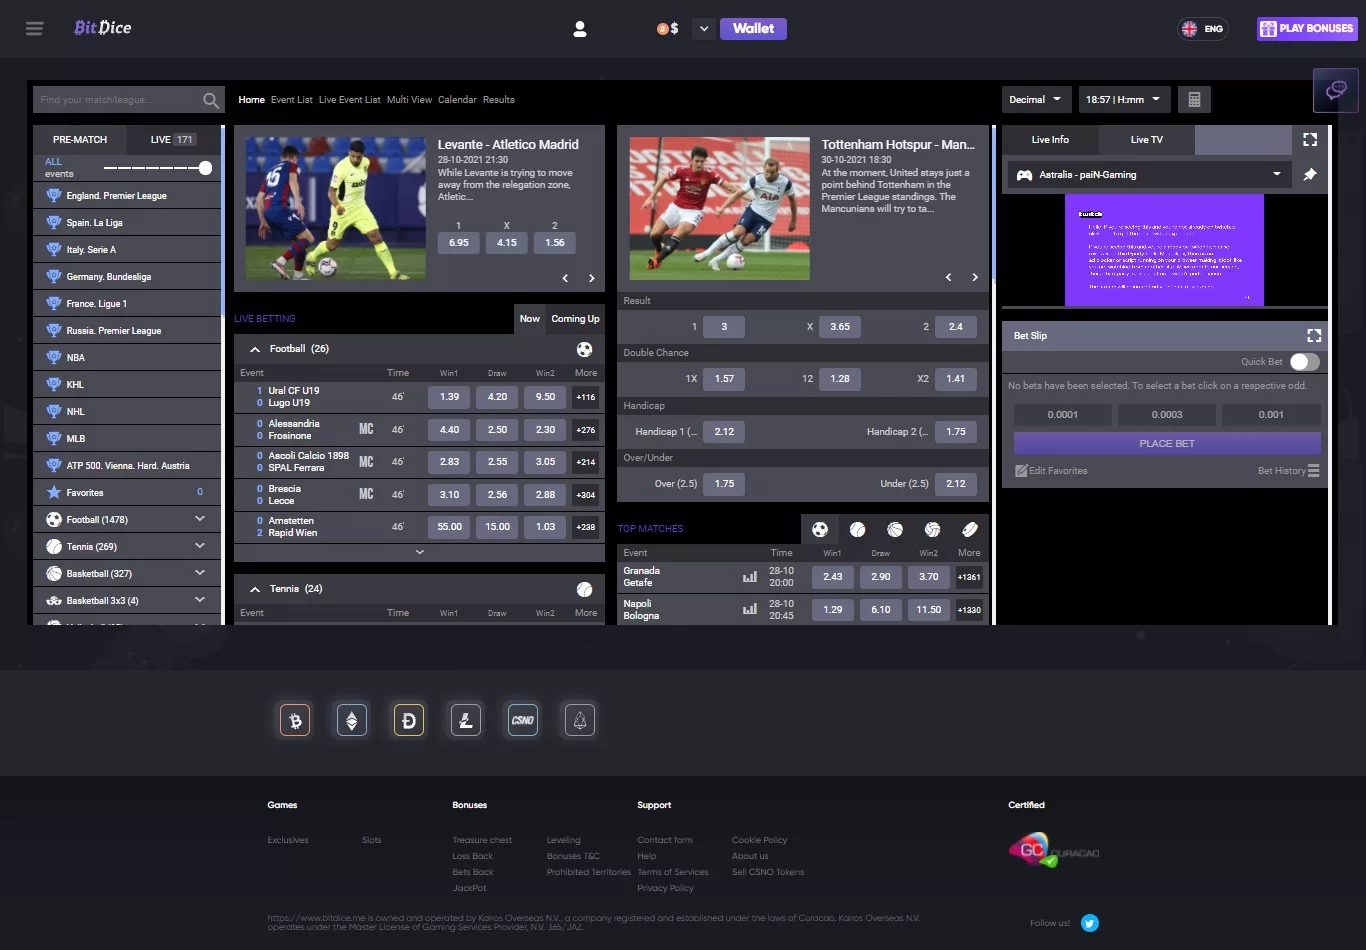 BitDice
$
Wallet
ENG
PLAY BONUSES
Find your match/league...
Home Event List Live Event List Multi View Calendar Results
Decimal
18:57 | H:mm
PRE-MATCH
LIVE 171
ALL
events
England. Premier League
Spain. La Liga
Italy. Serie A
Germany. Bundesliga
France. Ligue 1
Russia. Premier League
NBA
KHL
NHL
MLB
ATP 500. Vienna. Hard. Austria
Favorites 0
Football (1478)
Tennis (269)
Basketball (327)
Basketball 3x3 (4)
Levante - Atletico Madrid
28-10-2021 21:30
While Levante is trying to move
away from the relegation zone,
Atletic...
1 X 2
6.95 4.15 1.56
LIVE BETTING
Now Coming Up
Football (26)
Event Time Win1 Draw Win2 More
1 Ural CF U19
0 Lugo U19
46' 1.39 4.20 9.50 +116
0 Alessandria
0 Frosinone
MC 46' 4.40 2.50 2.30 +276
0 Ascoli Calcio 1898
0 SPAL Ferrara
MC 46' 2.83 2.55 3.05 +214
0 Brescia
0 Lecce
MC 46' 3.10 2.56 2.88 +304
0 Amstetten
2 Rapid Wien
46' 55.00 15.00 1.03 +238
Tennis (24)
Event Time Win1 Draw Win2 More
Tottenham Hotspur - Man...
30-10-2021 18:30
At the moment, United stays just a
point behind Tottenham in the
Premier League standings. The
Mancunians will try to ta...
Result
1 3 X 3.65 2 2.4
Double Chance
1X 1.57 12 1.28 X2 1.41
Handicap
Handicap 1 (... 2.12 Handicap 2 (... 1.75
Over/Under
Over (2.5) 1.75 Under (2.5) 2.12
TOP MATCHES
Event Time Win1 Draw Win2 More
Granada
Getafe
28-10
20:00
2.43 2.90 3.70 +1361
Napoli
Bologna
28-10
20:45
1.29 6.10 11.50 +1330
Live Info Live TV
Astralis - paiN-Gaming
twitch
Bet Slip
Quick Bet
No bets have been selected. To select a bet click on a respective odd.
0.0001 0.0003 0.001
PLACE BET
Edit Favorites Bet History
CSNO
Games Bonuses Support Certified
Exclusives Slots Treasure chest Leveling Contact form Cookie Policy
Loss Back Bonuses T&C Help About us
Bets Back Prohibited Territories Terms of Services Sell CSNO Tokens
JackPot Privacy Policy
GC CURACAO
https://www.bitdice.me is owned and operated by Kairos Overseas N.V., a company registered and established under the laws of Curacao. Kairos Overseas N.V.
operates under the Master License of Gaming Services Provider, N.V. 365/JAZ.
Follow us!